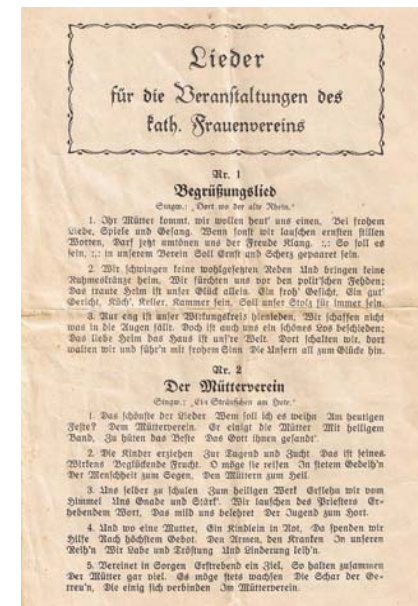 Lieder
für die Veranstaltungen des
kath. Frauenvereins
Nr. 1
Begrüßungslied
Singw.: „Dort wo der alte Rhein."
1. Ihr Mütter kommt, wir wollen heut' uns einen, Bei frohem
Liede, Spiele und Gesang. Wenn sonst wir lauschen ernsten stillen
Worten, Darf jetzt umtönen uns der Freude Klang. :,: So soll es
sein, :,: in unserem Verein Soll Ernst und Scherz gepaaret sein.
2. Wir schwingen keine wohlgesetzten Reden Und bringen keine
Ruhmeskränze heim. Wir fürchten uns vor den polit'schen Fehden;
Das traute Heim ist unser Glück allein. Ein froh' Gesicht, Ein gut'
Gericht, Küch', Keller, Kammer fein, Soll unser Stolz für immer sein.
3. Nur eng ist unser Wirkungskreis hienieden, Wir schaffen nicht
was in die Augen fällt. Doch ist auch uns ein schönes Los beschieden;
Das liebe Heim das Haus ist uns're Welt. Dort schalten wir, dort
walten wir und führ'n mit frohem Sinn Die Unsern all zum Glücke hin.
Nr. 2
Der Mütterverein
Singw.: „Ein Sträußchen am Hute."
1. Das schönste der Lieder Wem soll ich es weihn Am heutigen
Feste? Dem Mütterverein. Er einigt die Mütter Mit heiligem
Band, Zu hüten das Beste Das Gott ihnen gesandt'.
2. Die Kinder erziehen Zur Tugend und Zucht Das ist seines
Wirkens Beglückende Frucht. O möge sie reifen In stetem Gedeih'n
Der Menschheit zum Segen, Den Müttern zum Heil.
3. Uns selber zu schulen Zum heiligen Werk Erflehn wir vom
Himmel Uns Gnade und Stärk'. Wir lauschen des Priesters Er-
hebendem Wort, Das mild uns belehret Der Jugend zum Hort.
4. Und wo eine Mutter, Ein Kindlein in Not, Da spenden wir
Hilfe Nach höchstem Gebot. Den Armen, den Kranken In unseren
Reih'n Wir Labe und Tröstung Und Linderung leih'n.
5. Vereinet in Sorgen Erstrebend ein Ziel, So halten zusammen
Der Mütter gar viel. Es möge stets wachsen Die Schar der Ge-
treu'n, Die einig sich verbinden Im Mütterverein.